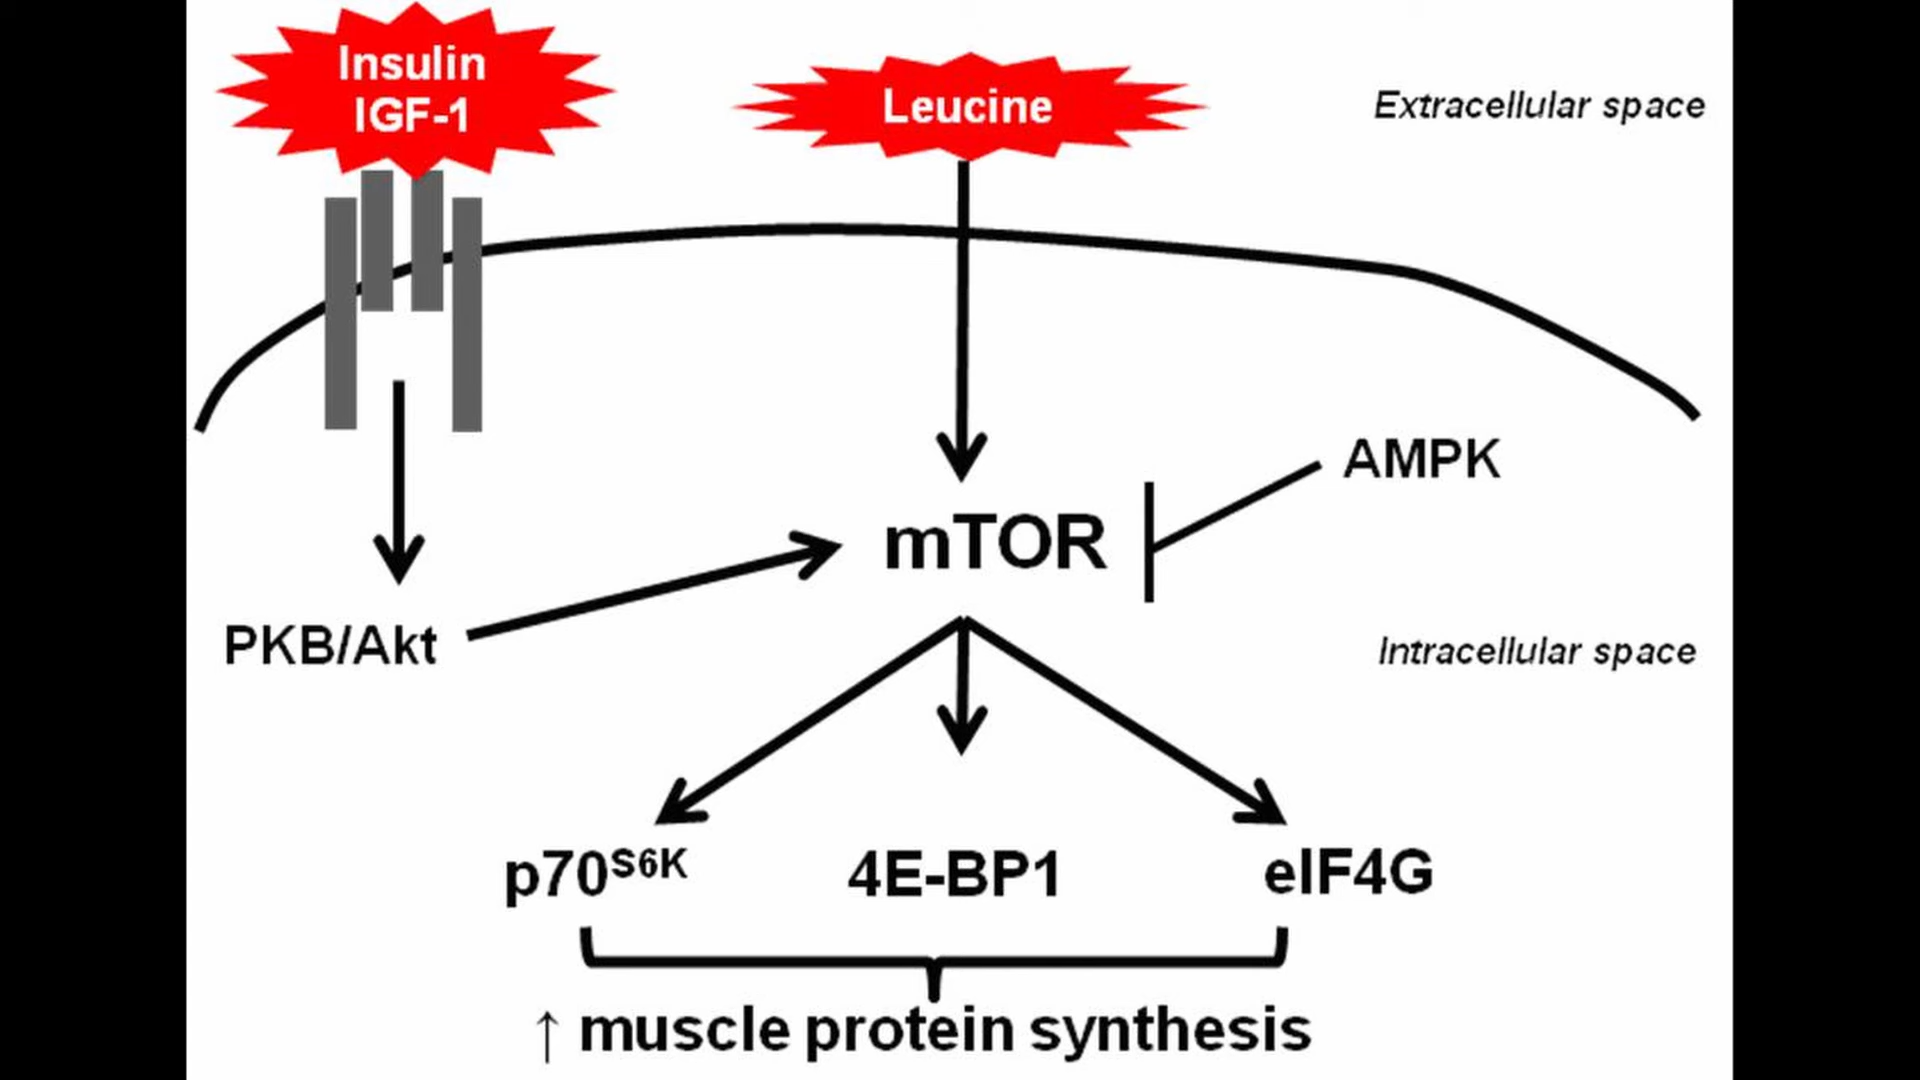 Insulin
IGF-1
Leucine
Extracellular space
AMPK
mTOR
PKB/Akt
Intracellular space
p70S6K
4E-BP1
eIF4G
↑ muscle protein synthesis